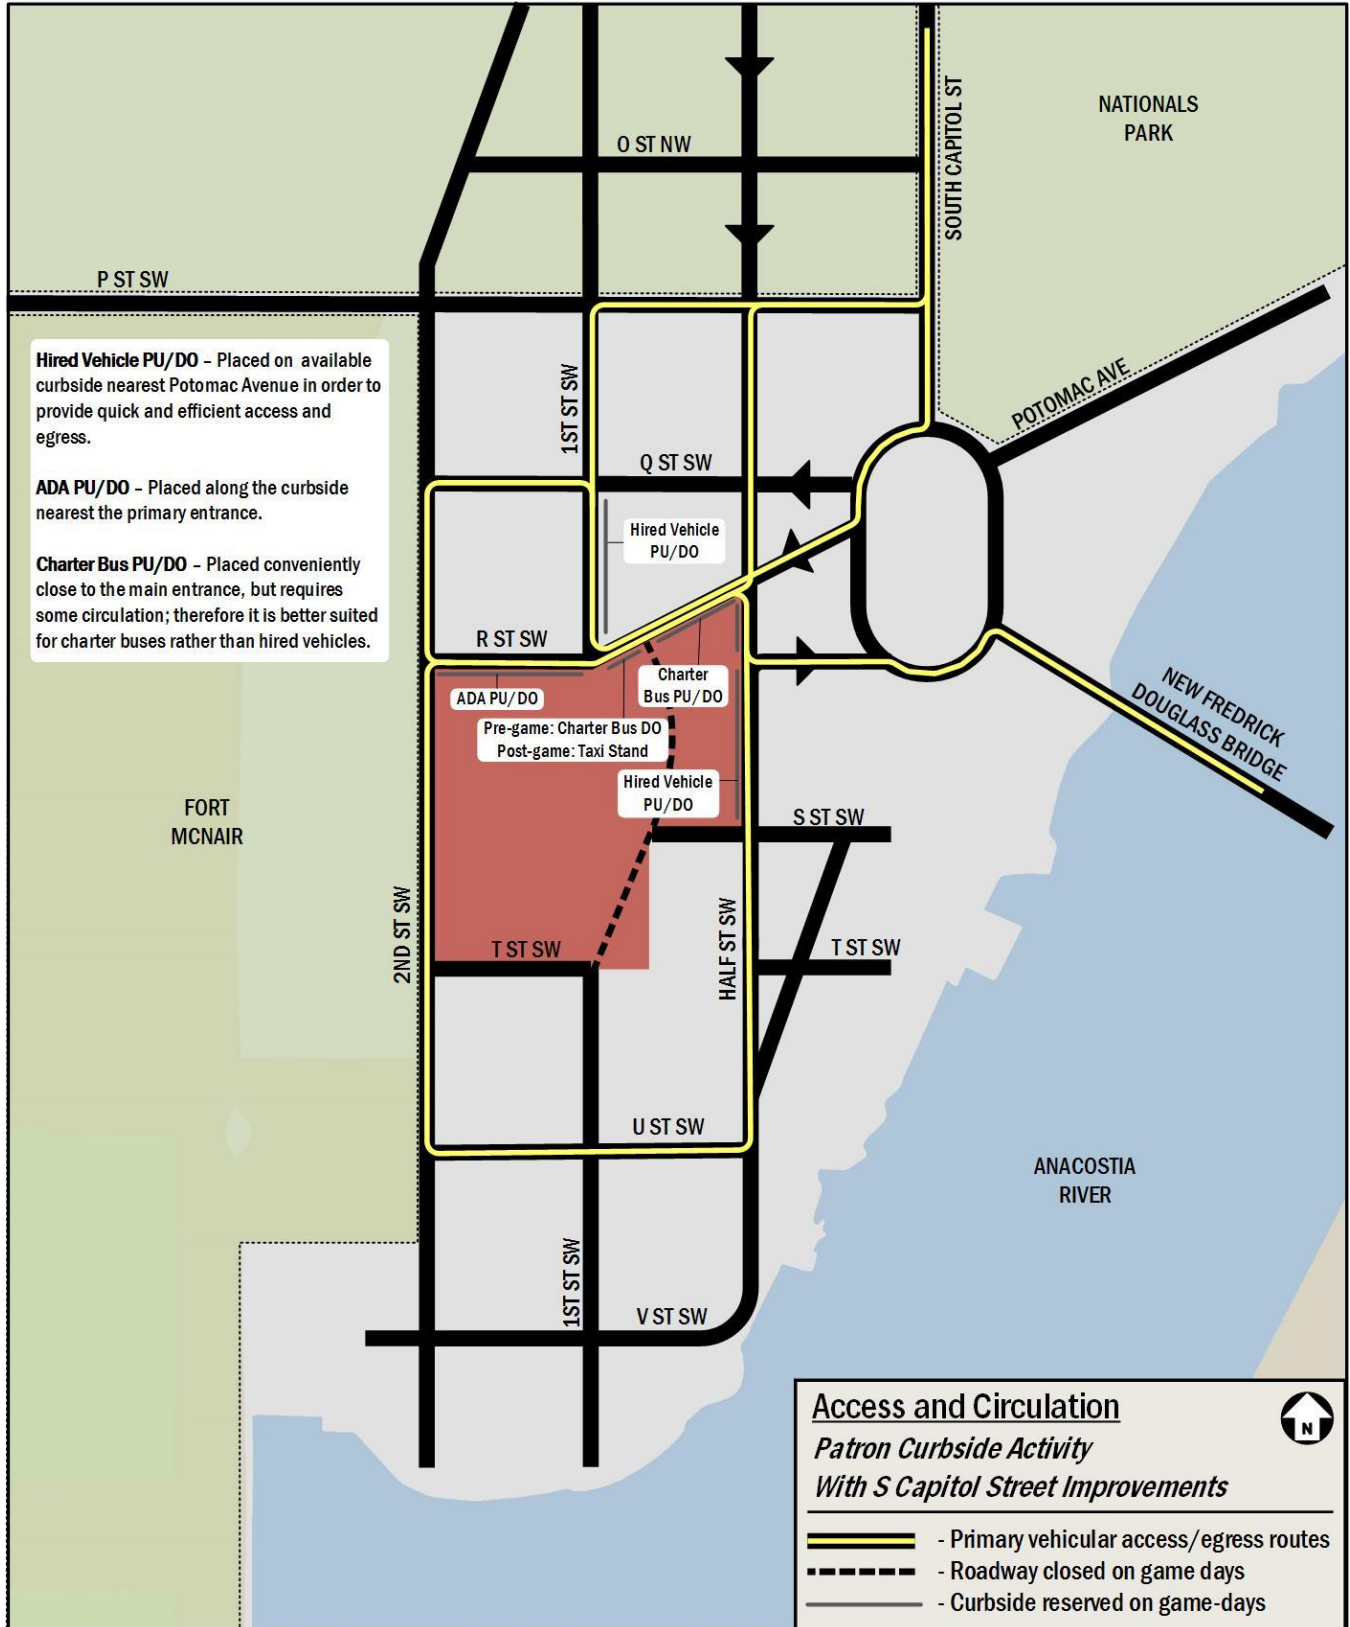 NATIONALS
PARK
SOUTH CAPITOL ST
O ST NW
P ST SW
POTOMAC AVE
Hired Vehicle PU/DO – Placed on available
curbside nearest Potomac Avenue in order to
provide quick and efficient access and
egress.
ADA PU/DO – Placed along the curbside
nearest the primary entrance.
Charter Bus PU/DO – Placed conveniently
close to the main entrance, but requires
some circulation; therefore it is better suited
for charter buses rather than hired vehicles.
1ST ST SW
Q ST SW
Hired Vehicle
PU/DO
R ST SW
ADA PU/DO
Charter
Bus PU/DO
Pre-game: Charter Bus DO
Post-game: Taxi Stand
Hired Vehicle
PU/DO
NEW FREDRICK
DOUGLASS BRIDGE
FORT
MCNAIR
S ST SW
2ND ST SW
T ST SW
HALF ST SW
T ST SW
U ST SW
ANACOSTIA
RIVER
1ST ST SW
V ST SW
Access and Circulation
N
Patron Curbside Activity
With S Capitol Street Improvements
- Primary vehicular access/egress routes
- Roadway closed on game days
- Curbside reserved on game-days